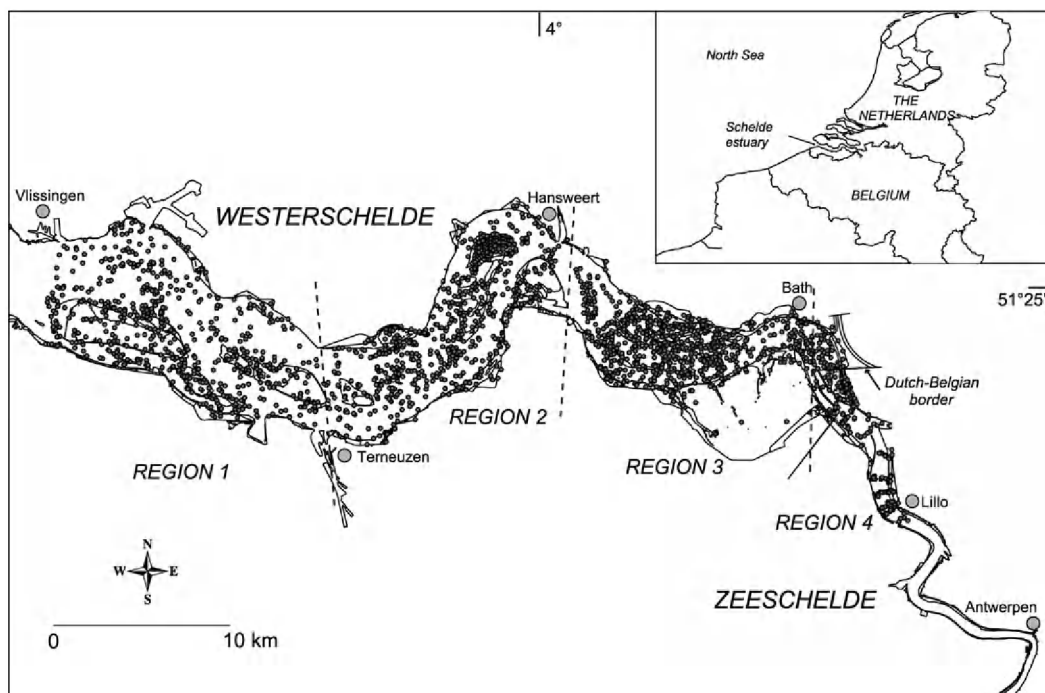 4°
North Sea
THE
NETHERLANDS
Schelde
estuary
BELGIUM
Vlissingen
WESTERSCHELDE
Hansweert
Bath
51°25'
Dutch-Belgian
border
REGION 2
Terneuzen
REGION 1
REGION 3
Lillo
REGION 4
N
W E
S
ZEESCHELDE
Antwerpen
0 10 km